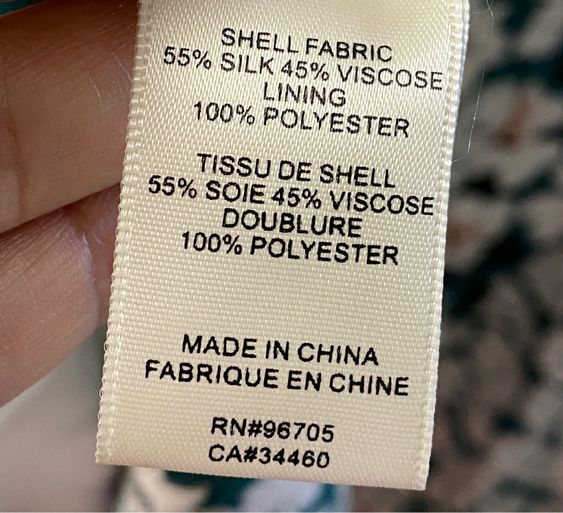 SHELL FABRIC
55% SILK 45% VISCOSE
LINING
100% POLYESTER
TISSU DE SHELL
55% SOIE 45% VISCOSE
DOUBLURE
100% POLYESTER
MADE IN CHINA
FABRIQUE EN CHINE
RN#96705
CA#34460